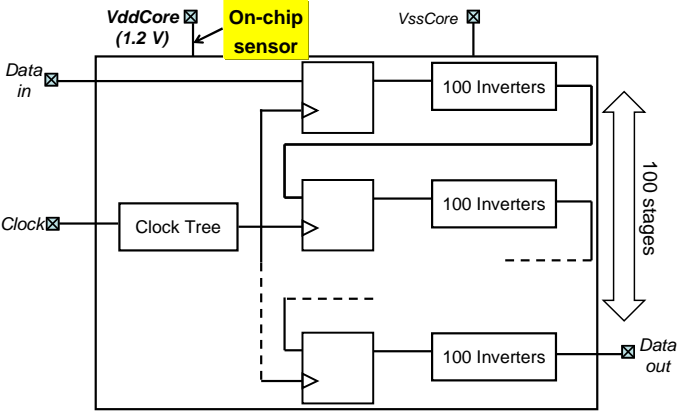 VddCore
(1.2 V)
On-chip
sensor
VssCore
Data
in
100 Inverters
100 stages
100 Inverters
Clock
Clock Tree
100 Inverters
Data
out